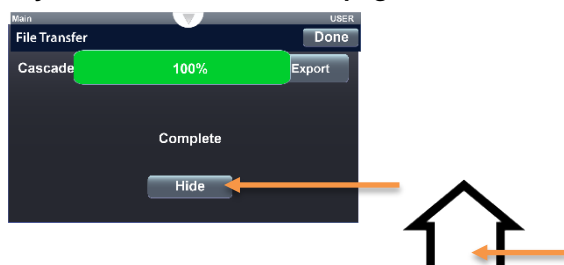 Main USER
File Transfer Done
Cascade 100% Export
Complete
Hide